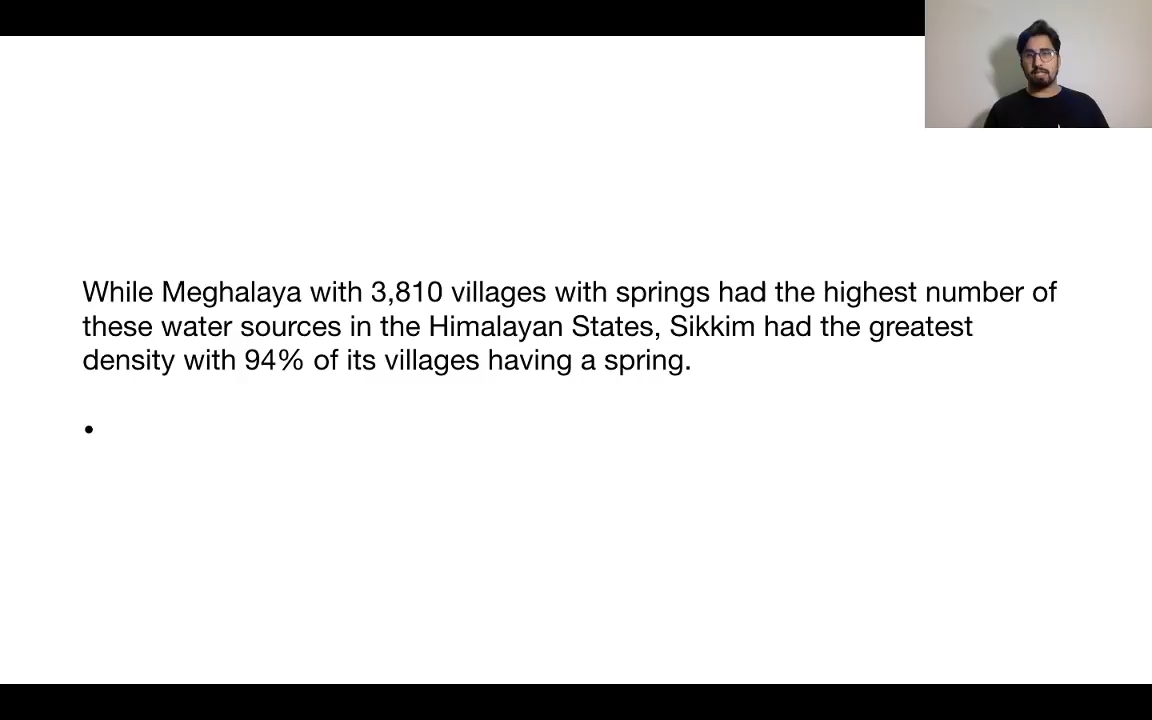 While Meghalaya with 3,810 villages with springs had the highest number of
these water sources in the Himalayan States, Sikkim had the greatest
density with 94% of its villages having a spring.
•